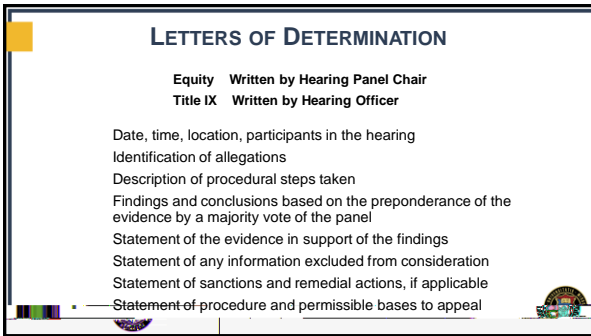 LETTERS OF DETERMINATION
Equity Written by Hearing Panel Chair
Title IX Written by Hearing Officer
Date, time, location, participants in the hearing
Identification of allegations
Description of procedural steps taken
Findings and conclusions based on the preponderance of the
evidence by a majority vote of the panel
Statement of the evidence in support of the findings
Statement of any information excluded from consideration
Statement of sanctions and remedial actions, if applicable
Statement of procedure and permissible bases to appeal